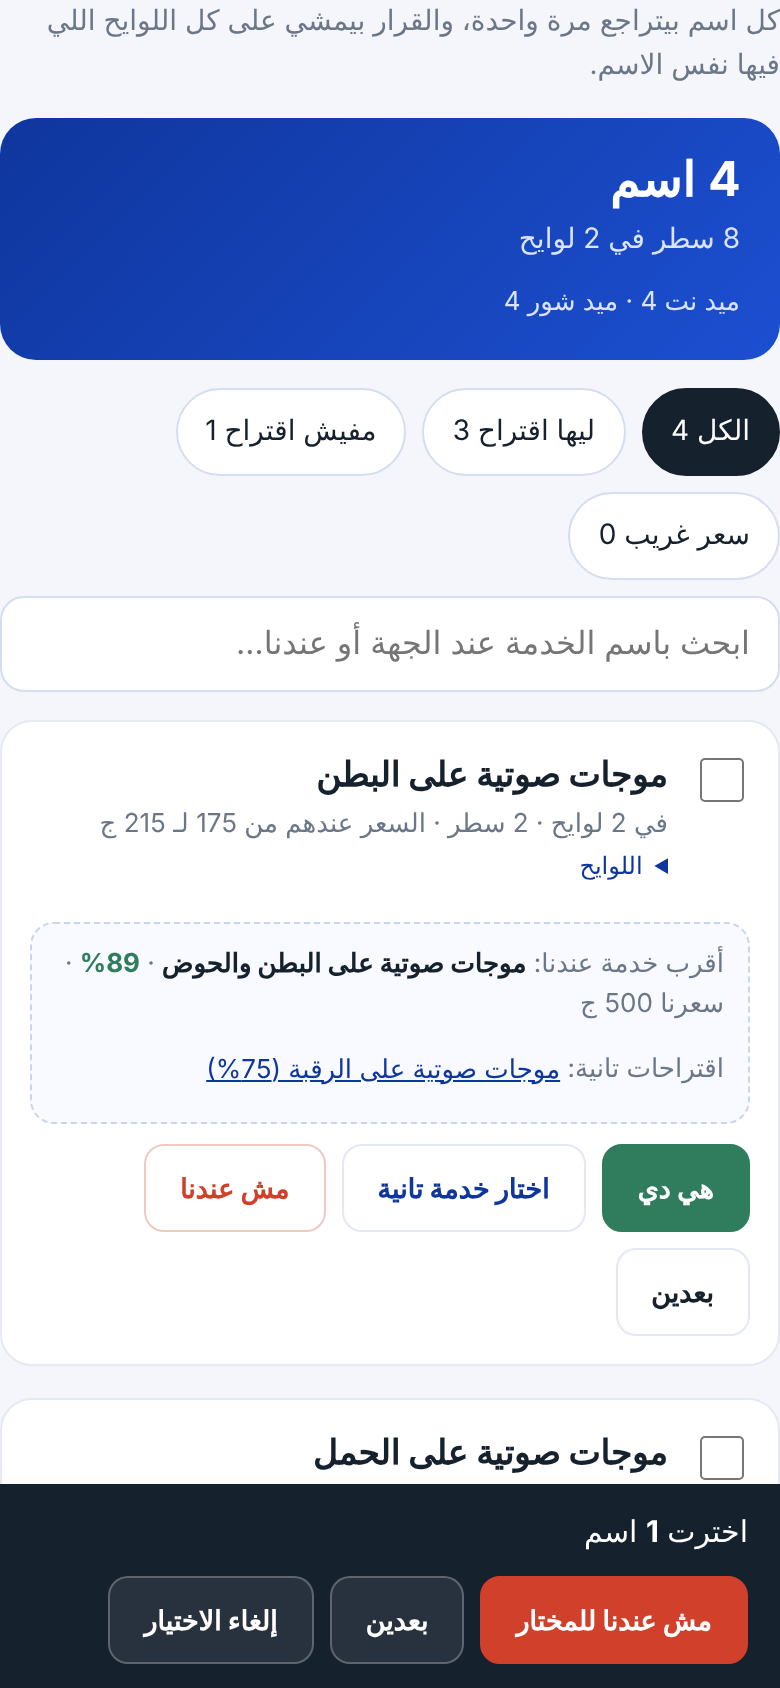 كل اسم بيتراجع مرة واحدة، والقرار بيمشي على كل اللوايح اللي
فيها نفس الاسم.
4 اسم
8 سطر في 2 لوايح
ميد نت 4 · ميد شور 4
الكل 4
ليها اقتراح 3
مفيش اقتراح 1
سعر غريب 0
ابحث باسم الخدمة عند الجهة أو عندنا...
موجات صوتية على البطن
في 2 لوايح · 2 سطر · السعر عندهم من 175 لـ 215 ج
اللوايح
أقرب خدمة عندنا: موجات صوتية على البطن والحوض · 89% ·
سعرنا 500 ج
اقتراحات تانية: موجات صوتية على الرقبة (75%)
هي دي
اختار خدمة تانية
مش عندنا
بعدين
موجات صوتية على الحمل
اخترت 1 اسم
مش عندنا للمختار
بعدين
إلغاء الاختيار